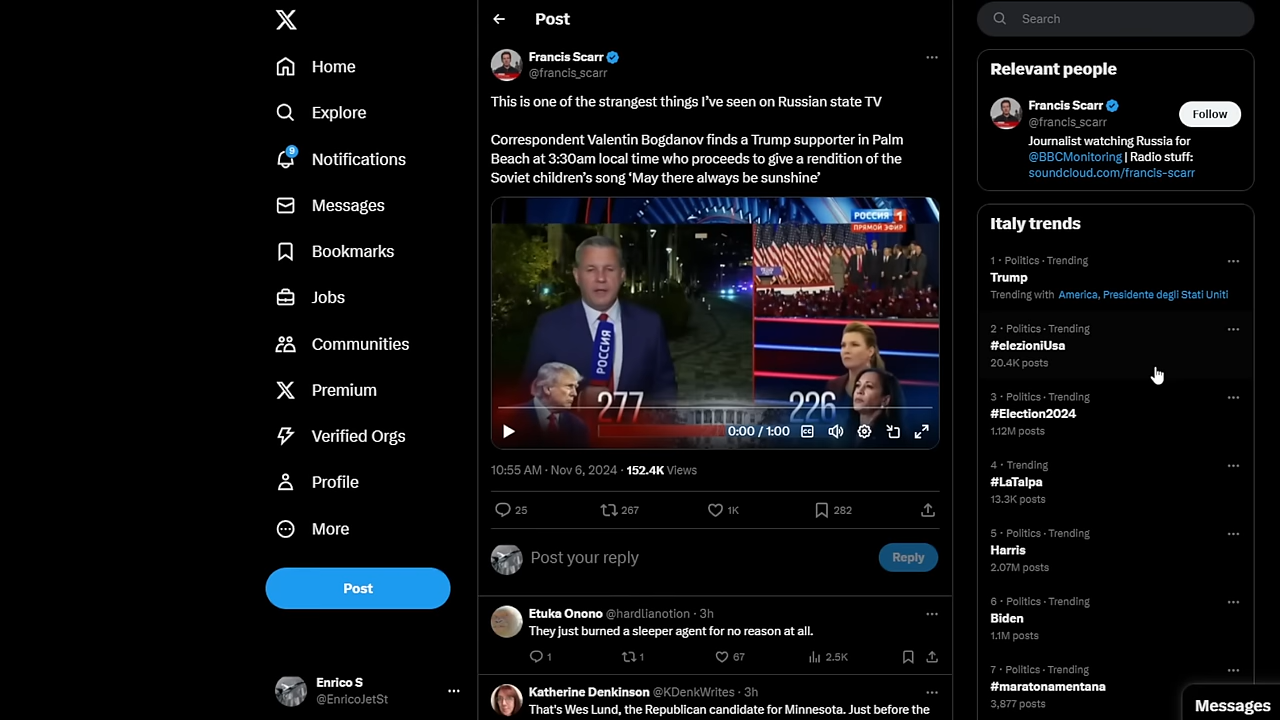 Home
Explore
9
Notifications
Messages
Bookmarks
Jobs
Communities
Premium
Verified Orgs
Profile
More
Post
Enrico S
@EnricoJetSt
Post
Francis Scarr
@francis_scarr
This is one of the strangest things I've seen on Russian state TV
Correspondent Valentin Bogdanov finds a Trump supporter in Palm
Beach at 3:30am local time who proceeds to give a rendition of the
Soviet children's song ‘May there always be sunshine’
РОССИЯ 1
ПРЯМОЙ ЭФИР
РОССИЯ
277
226
0:00 / 1:00
10:55 AM · Nov 6, 2024 · 152.4K Views
25
267
1K
282
Post your reply
Reply
Etuka Onono @hardlianotion · 3h
They just burned a sleeper agent for no reason at all.
1
1
67
2.5K
Katherine Denkinson @KDenkWrites · 3h
That's Wes Lund, the Republican candidate for Minnesota. Just before the
Search
Relevant people
Francis Scarr
@francis_scarr
Follow
Journalist watching Russia for
@BBCMonitoring | Radio stuff:
soundcloud.com/francis-scarr
Italy trends
1 · Politics · Trending
Trump
Trending with America, Presidente degli Stati Uniti
2 · Politics · Trending
#elezioniUsa
20.4K posts
3 · Politics · Trending
#Election2024
1.12M posts
4 · Trending
#LaTalpa
13.3K posts
5 · Politics · Trending
Harris
2.07M posts
6 · Politics · Trending
Biden
1.1M posts
7 · Politics · Trending
#maratonamentana
3,877 posts
Messages